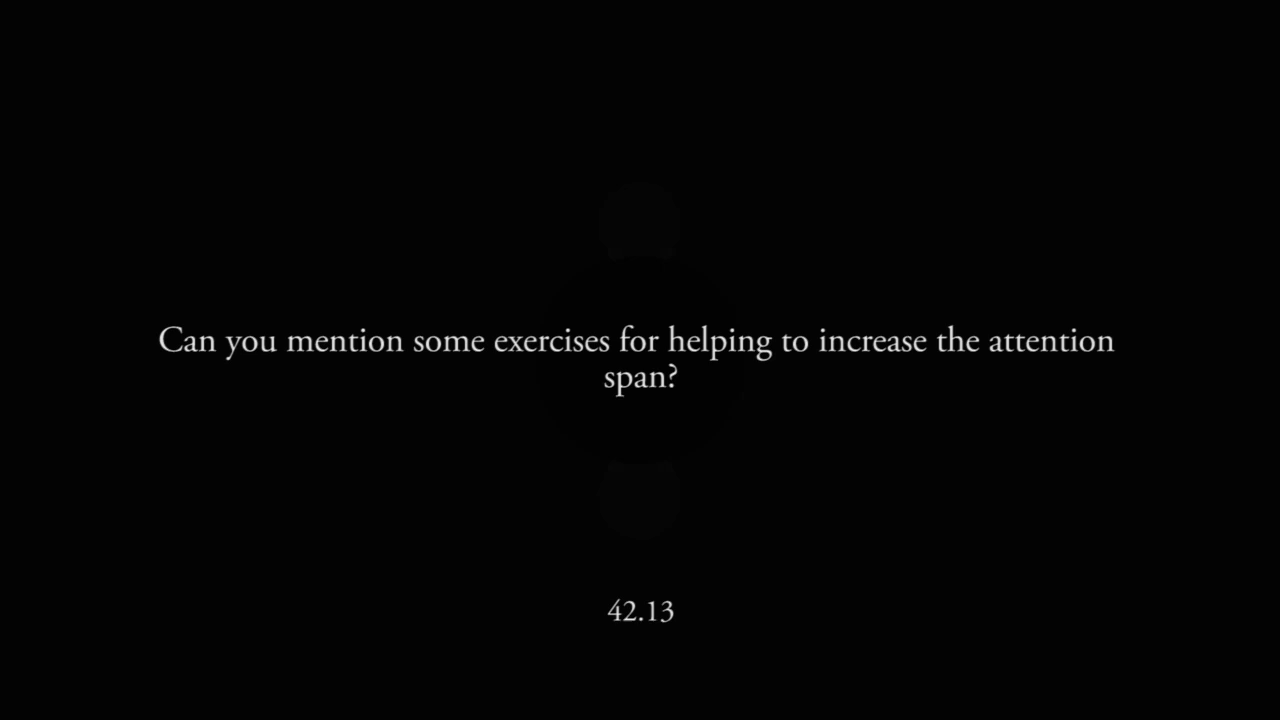 Can you mention some exercises for helping to increase the attention
span?
42.13